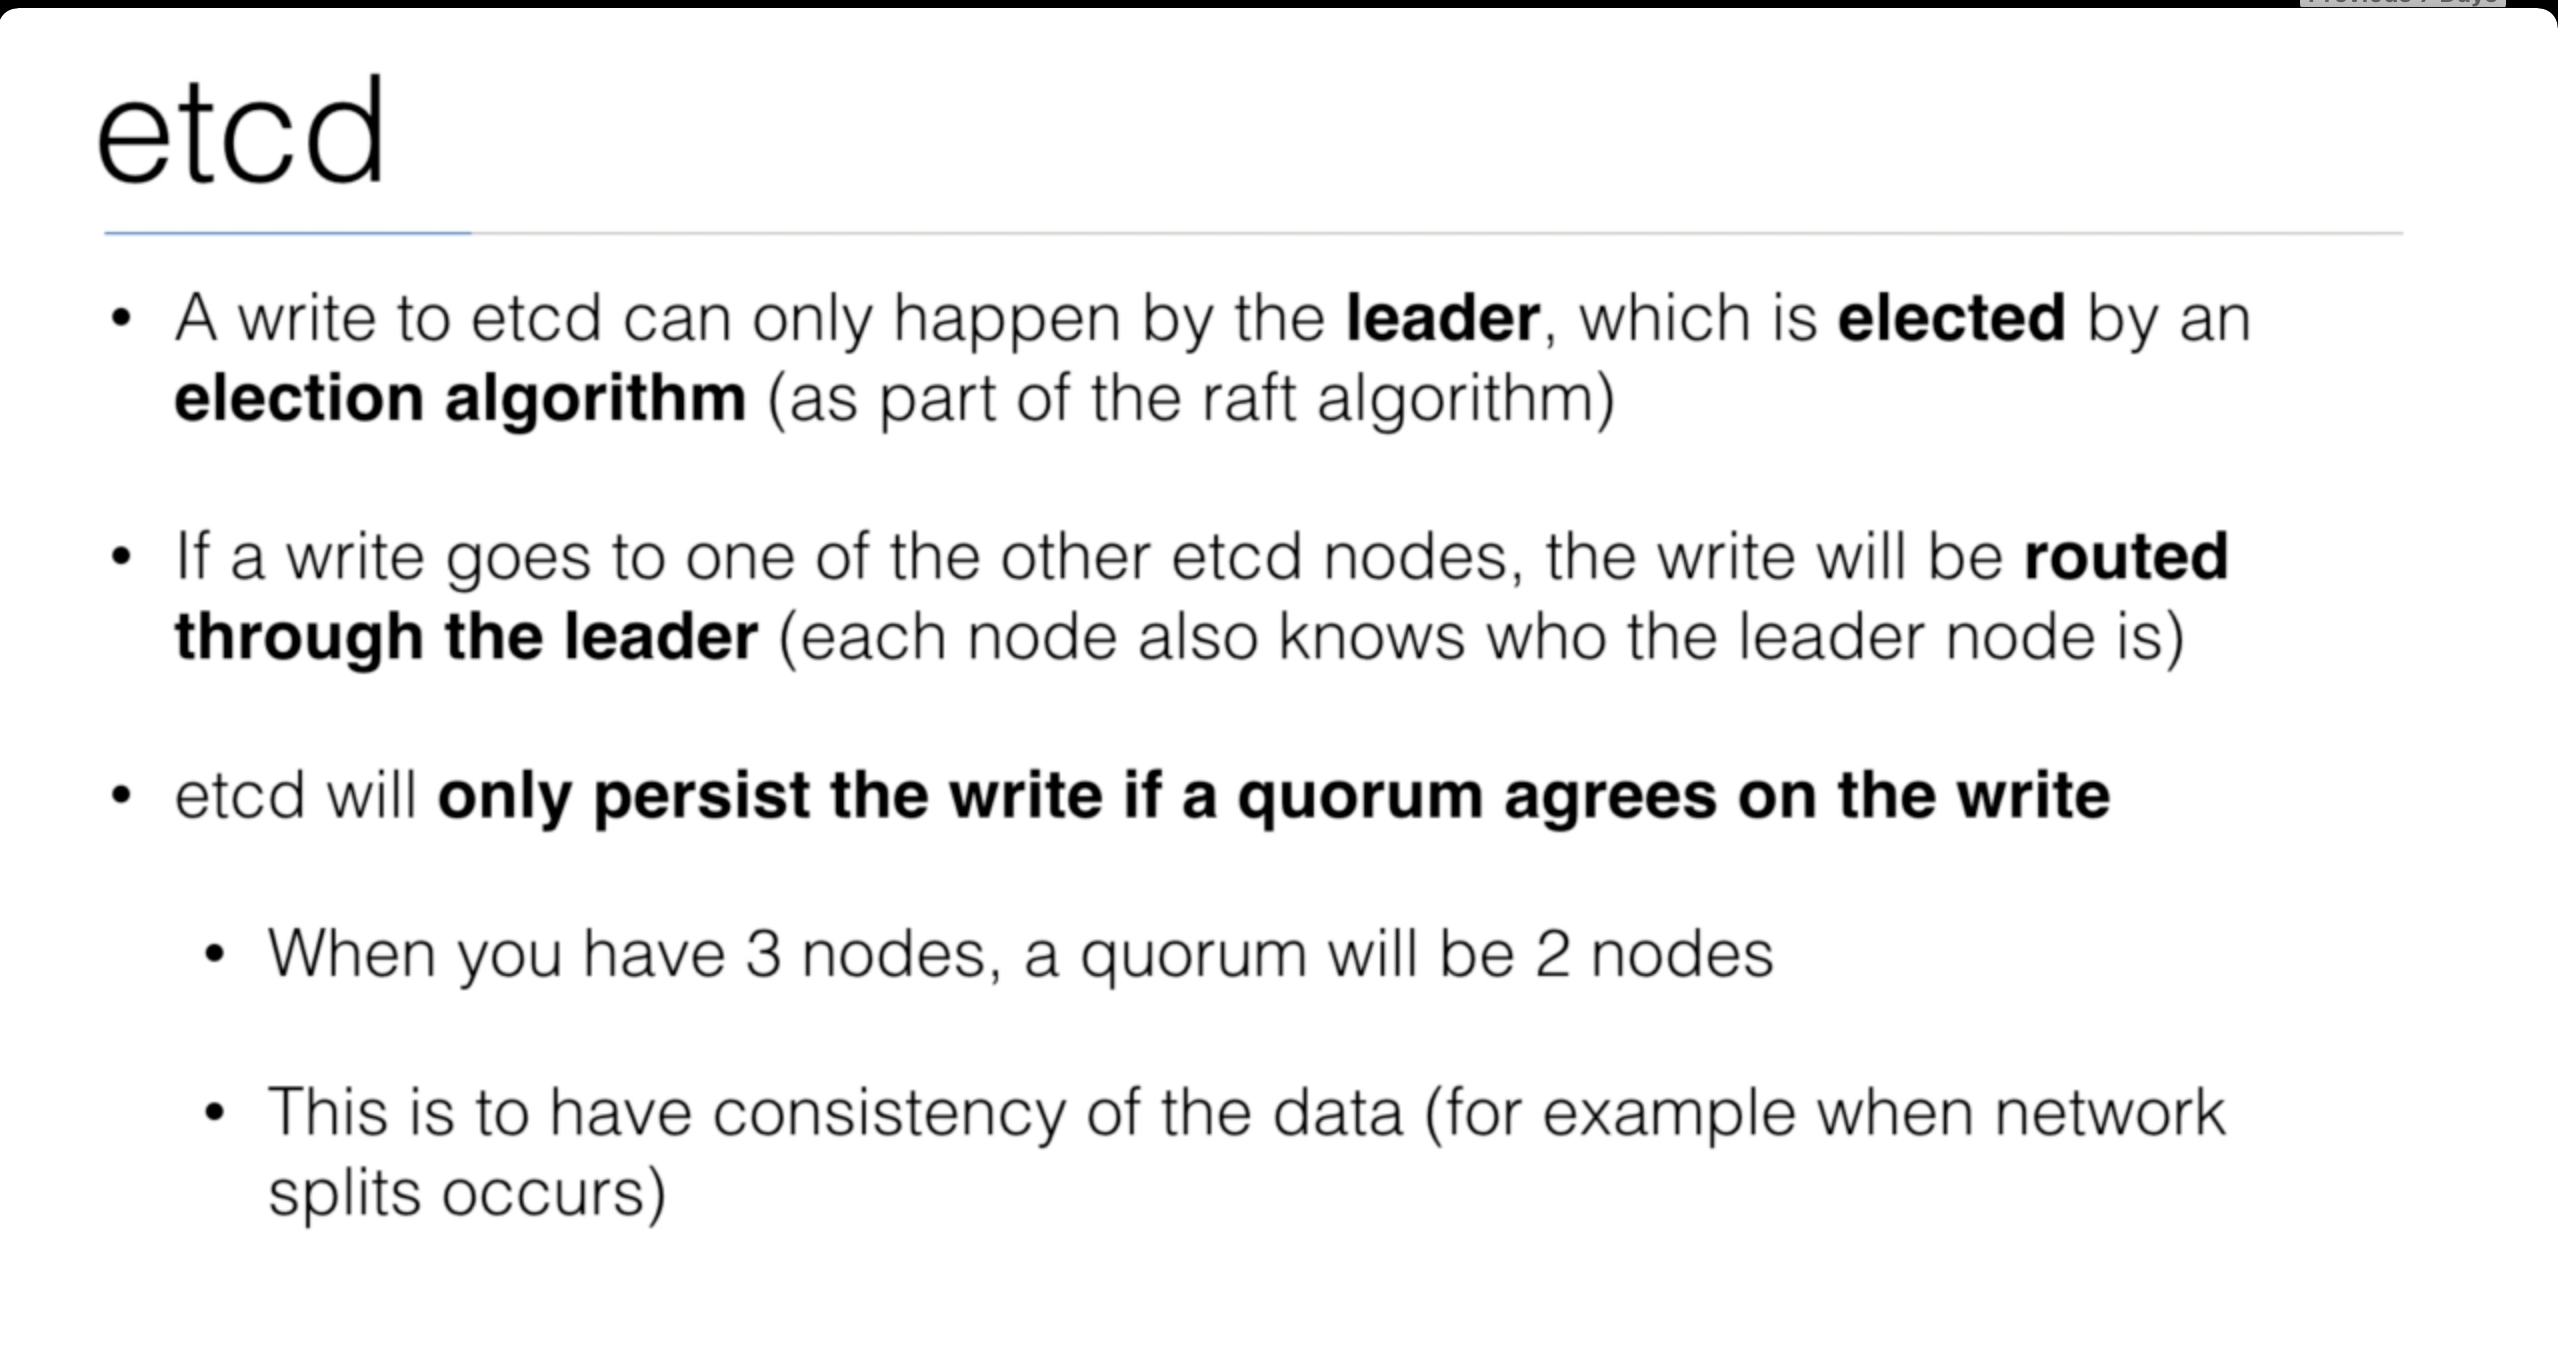 Previous 7 Days
etcd
• A write to etcd can only happen by the leader, which is elected by an
election algorithm (as part of the raft algorithm)
• If a write goes to one of the other etcd nodes, the write will be routed
through the leader (each node also knows who the leader node is)
• etcd will only persist the write if a quorum agrees on the write
• When you have 3 nodes, a quorum will be 2 nodes
• This is to have consistency of the data (for example when network
splits occurs)